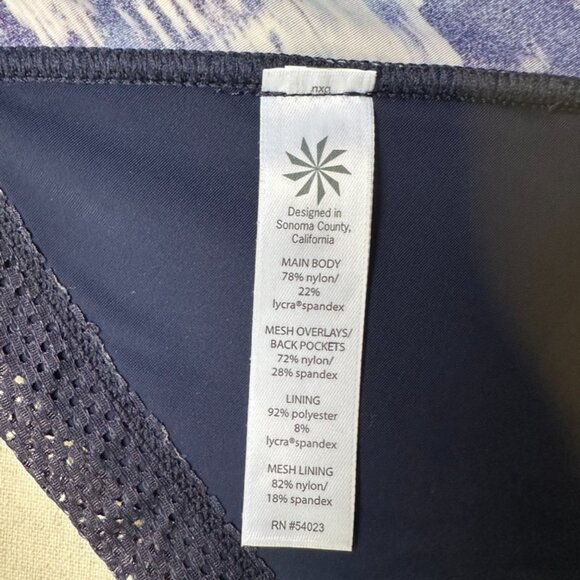 Designed in
Sonoma County,
California
MAIN BODY
78% nylon/
22%
lycra®spandex
MESH OVERLAYS/
BACK POCKETS
72% nylon/
28% spandex
LINING
92% polyester
8%
lycra®spandex
MESH LINING
82% nylon/
18% spandex
RN #54023